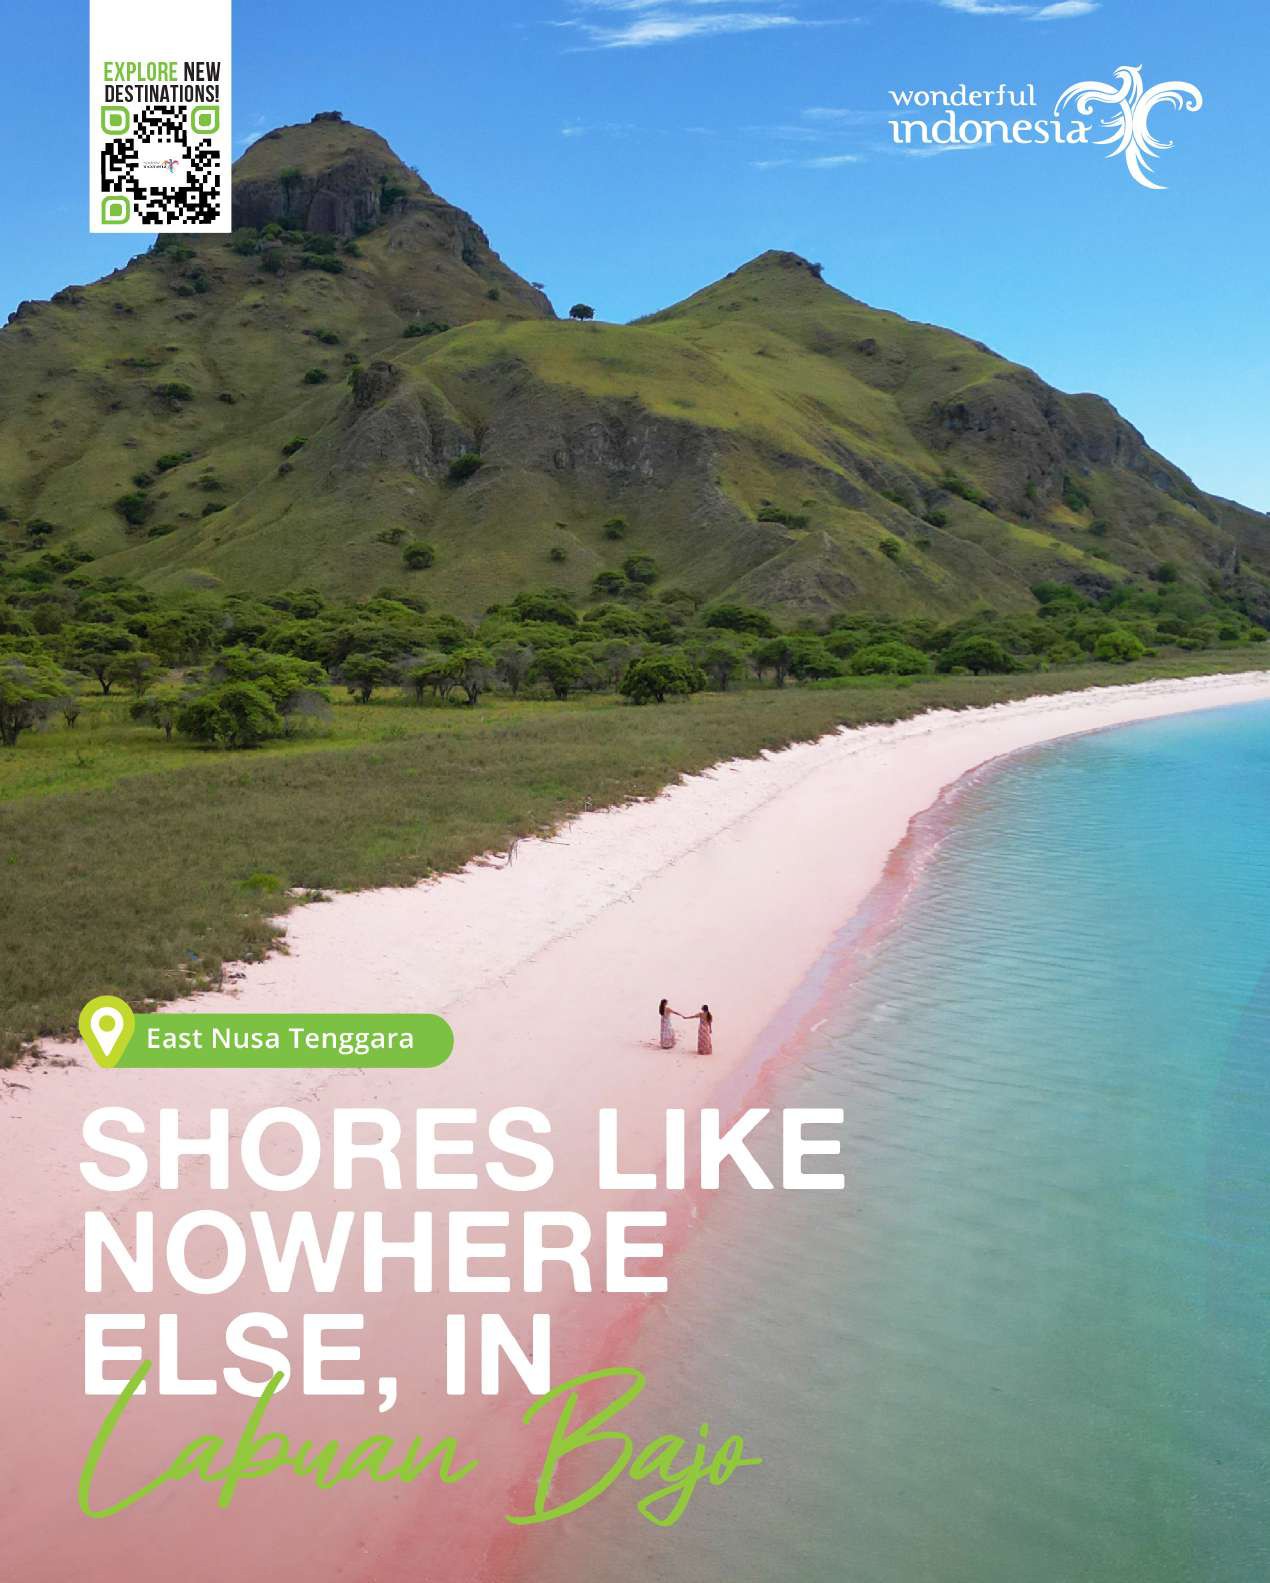 EXPLORE NEW
DESTINATIONS!
wonderful
indonesia
East Nusa Tenggara
SHORES LIKE
NOWHERE
ELSE, IN
Labuan Bajo